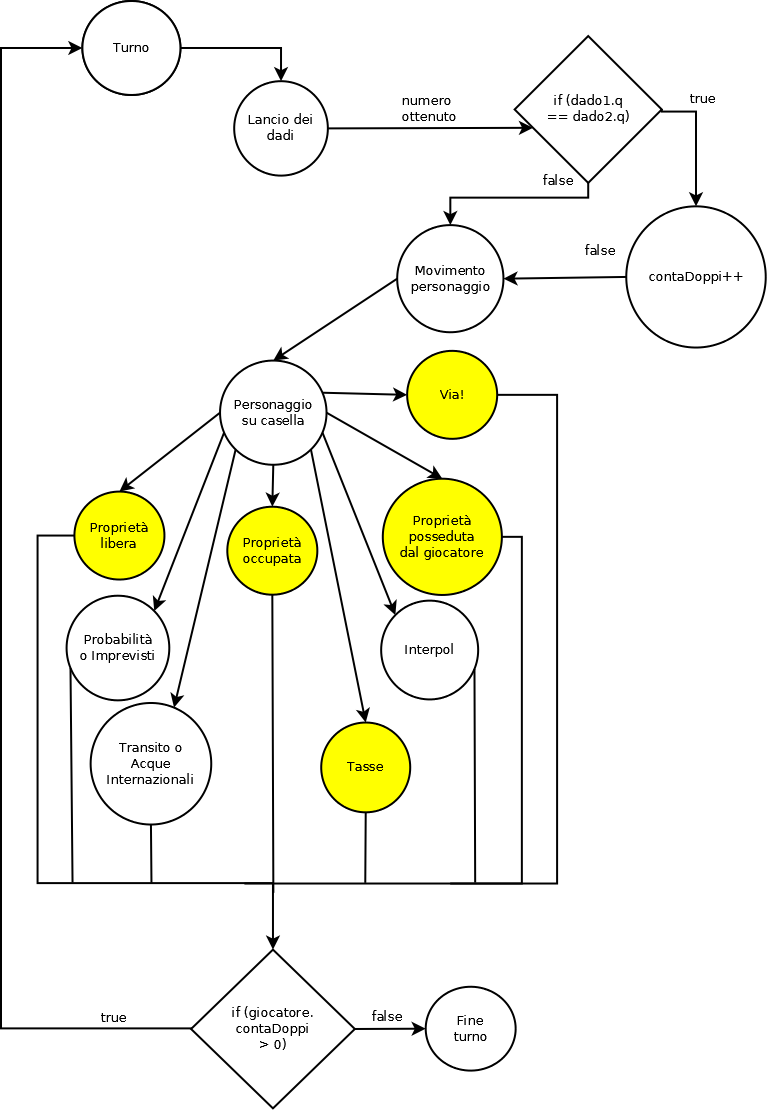 Turno
Lancio dei
dadi
numero
ottenuto
if (dado1.q
== dado2.q)
true
false
contaDoppi++
false
Movimento
personaggio
Personaggio
su casella
Via!
Proprietà
libera
Proprietà
occupata
Proprietà
posseduta
dal giocatore
Probabilità
o Imprevisti
Interpol
Transito o
Acque
Internazionali
Tasse
if (giocatore.
contaDoppi
> 0)
true
false
Fine
turno